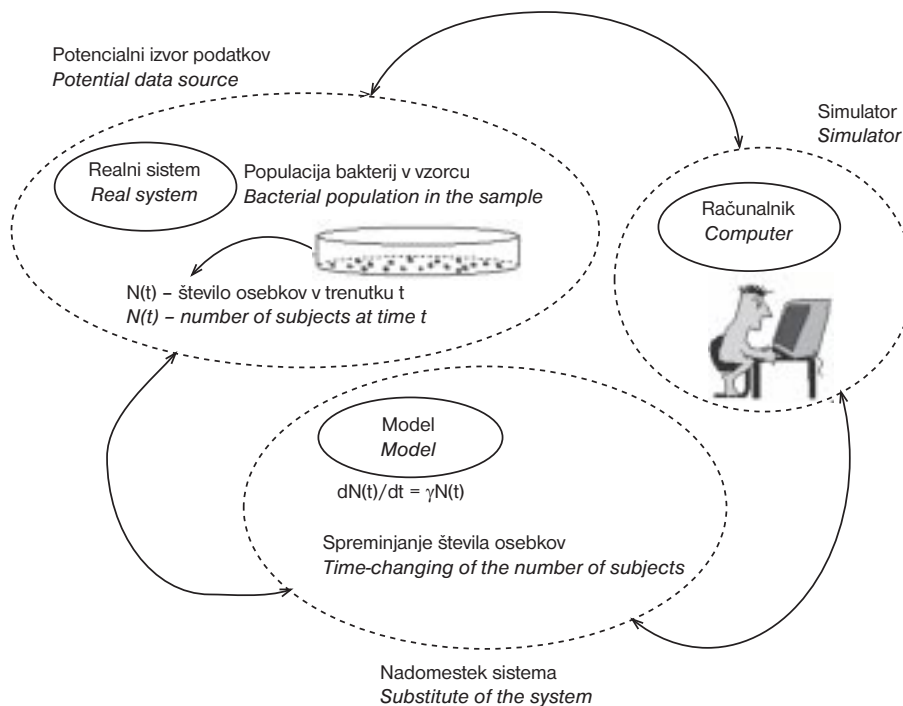 Potencialni izvor podatkov
Potential data source
Realni sistem
Real system
Populacija bakterij v vzorcu
Bacterial population in the sample
N(t) – število osebkov v trenutku t
N(t) – number of subjects at time t
Simulator
Simulator
Računalnik
Computer
Model
Model
dN(t)/dt = γN(t)
Spreminjanje števila osebkov
Time-changing of the number of subjects
Nadomestek sistema
Substitute of the system